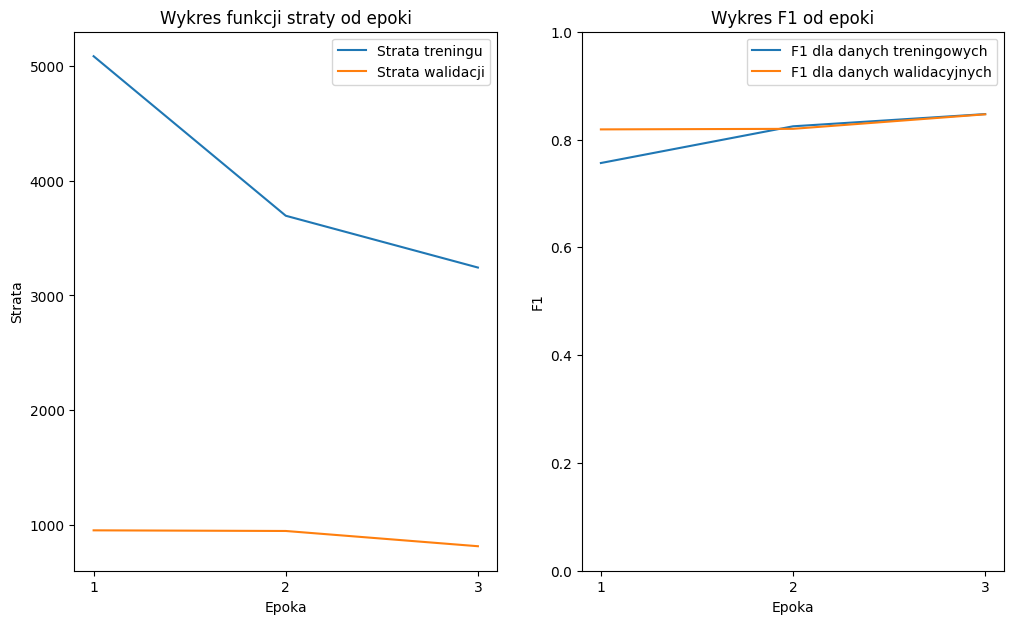 Wykres funkcji straty od epoki
Strata treningu
Strata walidacji
5000
4000
3000
2000
1000
Strata
1
2
3
Epoka
Wykres F1 od epoki
F1 dla danych treningowych
F1 dla danych walidacyjnych
1.0
0.8
0.6
0.4
0.2
0.0
F1
1
2
3
Epoka